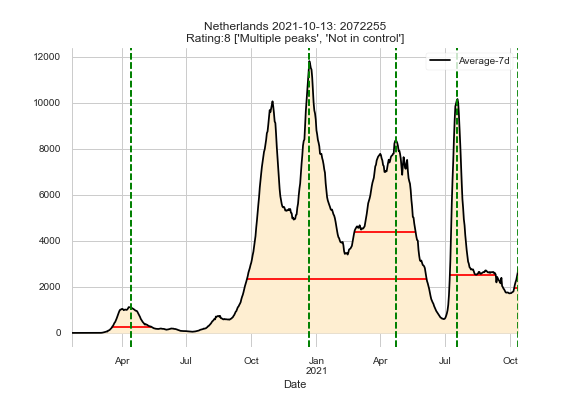 Netherlands 2021-10-13: 2072255
Rating:8 ['Multiple peaks', 'Not in control']
Average-7d
12000
10000
8000
6000
4000
2000
0
Apr Jul Oct Jan Apr Jul Oct
2021
Date